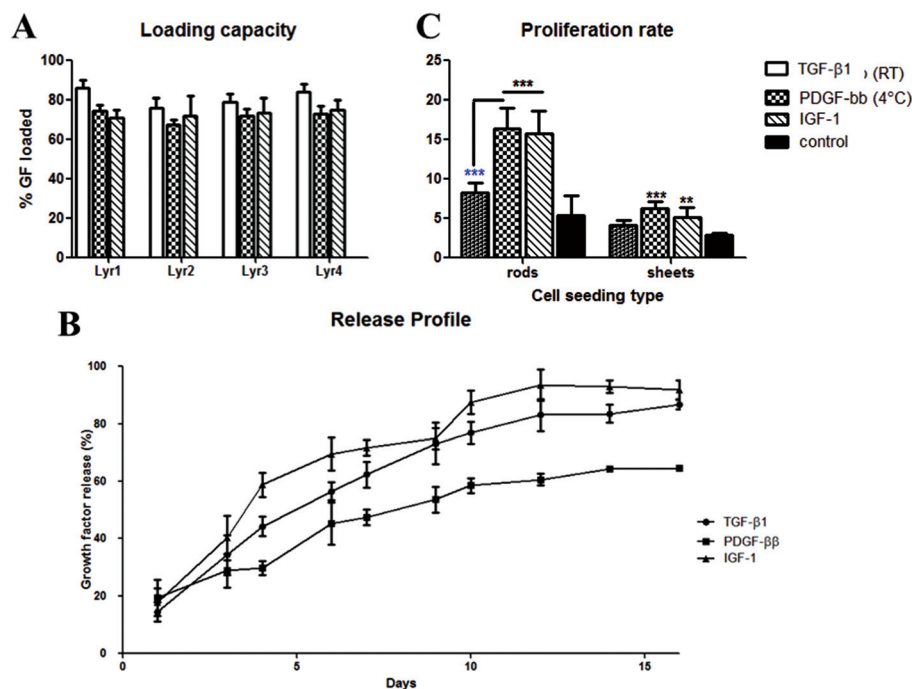 A
Loading capacity
% GF loaded
100
80
60
40
20
0
Lyr1 Lyr2 Lyr3 Lyr4
C
Proliferation rate
25
20
15
10
5
0
***
***
***
**
rods sheets
Cell seeding type
TGF-β1
(RT)
PDGF-bb (4°C)
IGF-1
control
B
Release Profile
Growth factor release (%)
100
80
60
40
20
0
0 5 10 15
Days
TGF-β1
PDGF-ββ
IGF-1